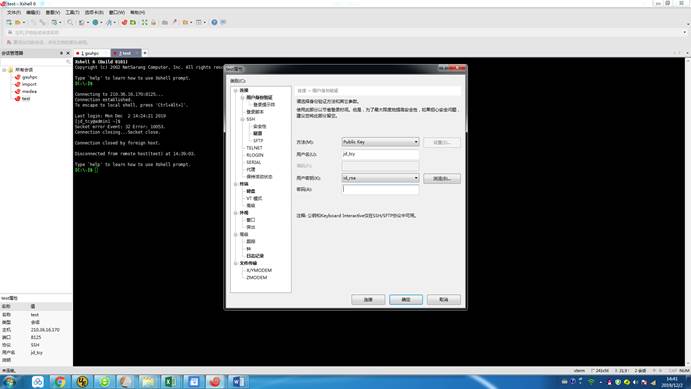 test - Xshell 6
文件(F) 编辑(E) 查看(V) 工具(T) 选项卡(B) 窗口(W) 帮助(H)
会话管理器
所有会话
gsyhpc
import
medea
test
1 gsyhpc
2 test
Xshell 6 (Build 0101)
Copyright (c) 2002 NetSarang Computer, Inc. All rights reserved.
Type `help' to learn how to use Xshell prompt.
[C:\~]$
Connecting to 210.36.16.170:8125...
Connection established.
To escape to local shell, press 'Ctrl+Alt+]'.
Last login: Mon Dec 2 14:24:21 2019
[jd_tcy@admin1 ~]$
Socket error Event: 32 Error: 10053.
Connection closing...Socket close.
Connection closed by foreign host.
Disconnected from remote host(test) at 14:39:03.
Type `help' to learn how to use Xshell prompt.
[C:\~]$
test属性
名称 值
名称 test
类型 会话
主机 210.36.16.170
端口 8125
协议 SSH
用户名 jd_tcy
说明
test属性
类别(C):
连接
用户身份验证
登录提示符
登录脚本
SSH
安全性
隧道
SFTP
TELNET
RLOGIN
SERIAL
代理
保持活动状态
终端
键盘
VT 模式
高级
外观
窗口
突出
高级
跟踪
日志记录
文件传输
X/YMODEM
ZMODEM
连接 > 用户身份验证
请选择身份验证方法和其它参数。
使用此部分以节省登录时间。但是，为了最大限度地提高安全性，如果担心安全问题，
建议您将此部分留空。
方法(M): Public Key 设置(S)...
用户名(U): jd_tcy
密码(P):
用户密钥(K): id_rsa 浏览(B)...
密码(A):
注释: 公钥和Keyboard Interactive仅在SSH/SFTP协议中可用。
连接 确定 取消
未连接。
xterm
2 会话
CAP NUM
14:41
2019/12/2